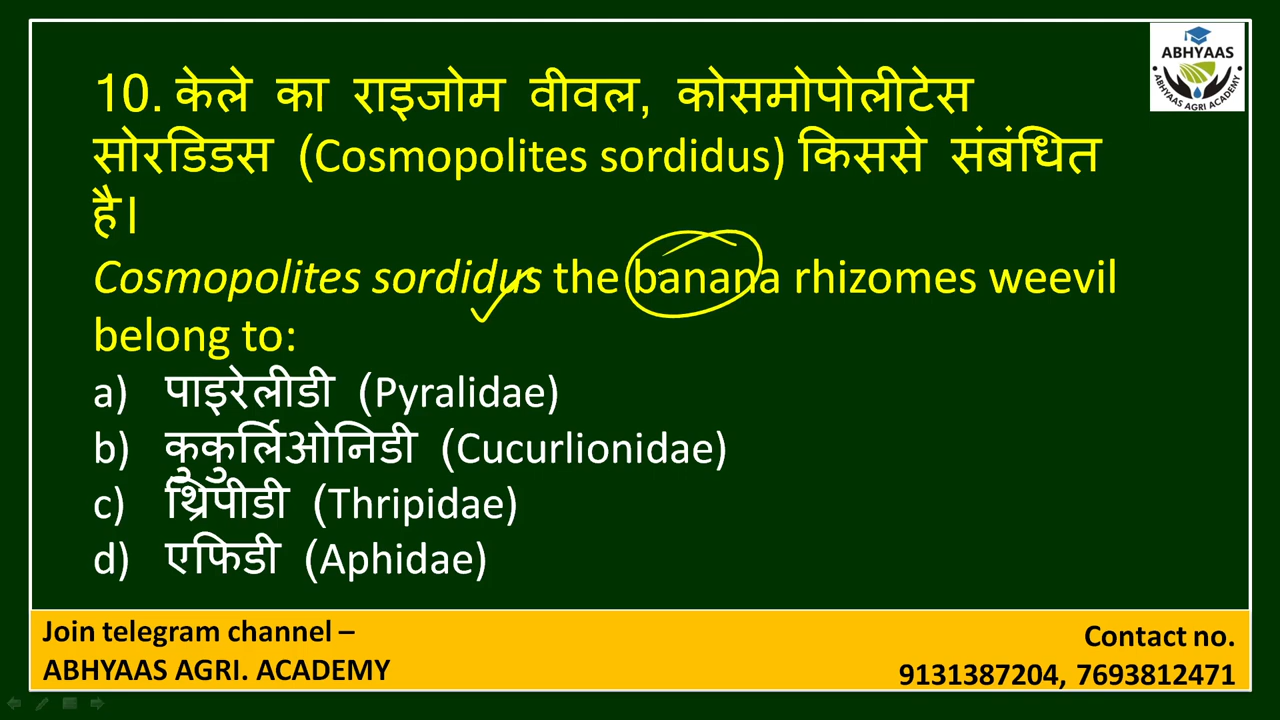 ABHYAAS
ABHYAAS AGRI ACADEMY
10. केले का राइजोम वीवल, कोसमोपोलीटेस
सोरडिडस (Cosmopolites sordidus) किससे संबंधित
है।
Cosmopolites sordidus the banana rhizomes weevil
belong to:
a) पाइरेलीडी (Pyralidae)
b) कुकुर्लिओनिडी (Cucurlionidae)
c) थ्रिपीडी (Thripidae)
d) एफिडी (Aphidae)
Join telegram channel –
ABHYAAS AGRI. ACADEMY
Contact no.
9131387204, 7693812471